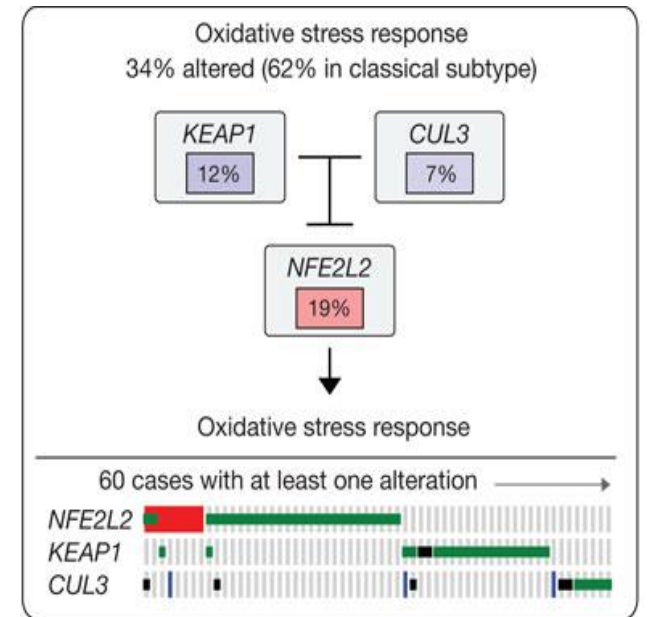 Oxidative stress response
34% altered (62% in classical subtype)
KEAP1
12%
CUL3
7%
NFE2L2
19%
Oxidative stress response
60 cases with at least one alteration
NFE2L2
KEAP1
CUL3